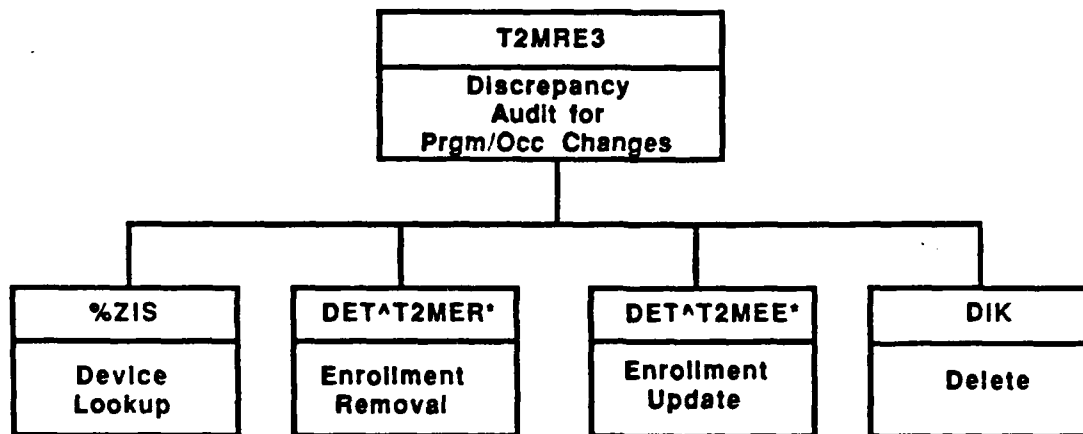 T2MRE3
Discrepancy
Audit for
Prgm/Occ Changes
%ZIS
Device
Lookup
DET^T2MER*
Enrollment
Removal
DET^T2MEE*
Enrollment
Update
DIK
Delete